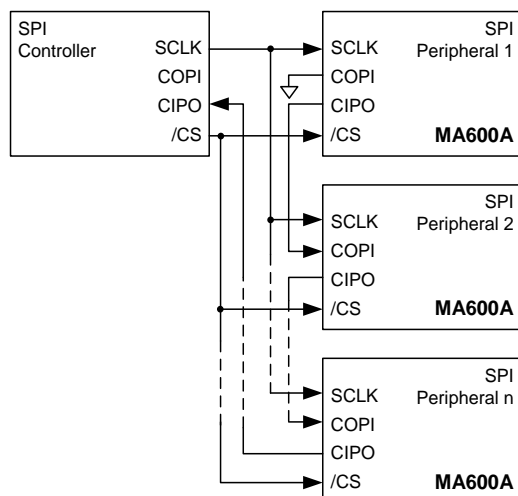 SPI
Controller
SCLK
COPI
CIPO
/CS
SPI
Peripheral 1
SCLK
COPI
CIPO
/CS
MA600A
SPI
Peripheral 2
SCLK
COPI
CIPO
/CS
MA600A
SPI
Peripheral n
SCLK
COPI
CIPO
/CS
MA600A